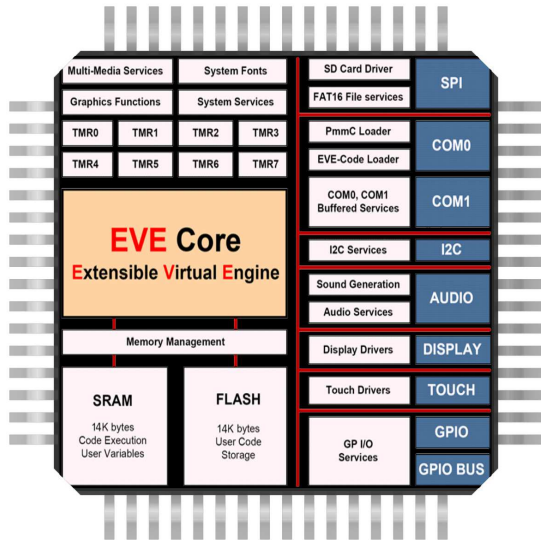 Multi-Media Services
System Fonts
Graphics Functions
System Services
TMR0
TMR1
TMR2
TMR3
TMR4
TMR5
TMR6
TMR7
EVE Core
Extensible Virtual Engine
Memory Management
SRAM
14K bytes
Code Execution
User Variables
FLASH
14K bytes
User Code
Storage
SD Card Driver
FAT16 File services
SPI
PmmC Loader
EVE-Code Loader
COM0
COM0, COM1
Buffered Services
COM1
I2C Services
I2C
Sound Generation
Audio Services
AUDIO
Display Drivers
DISPLAY
Touch Drivers
TOUCH
GP I/O
Services
GPIO
GPIO BUS